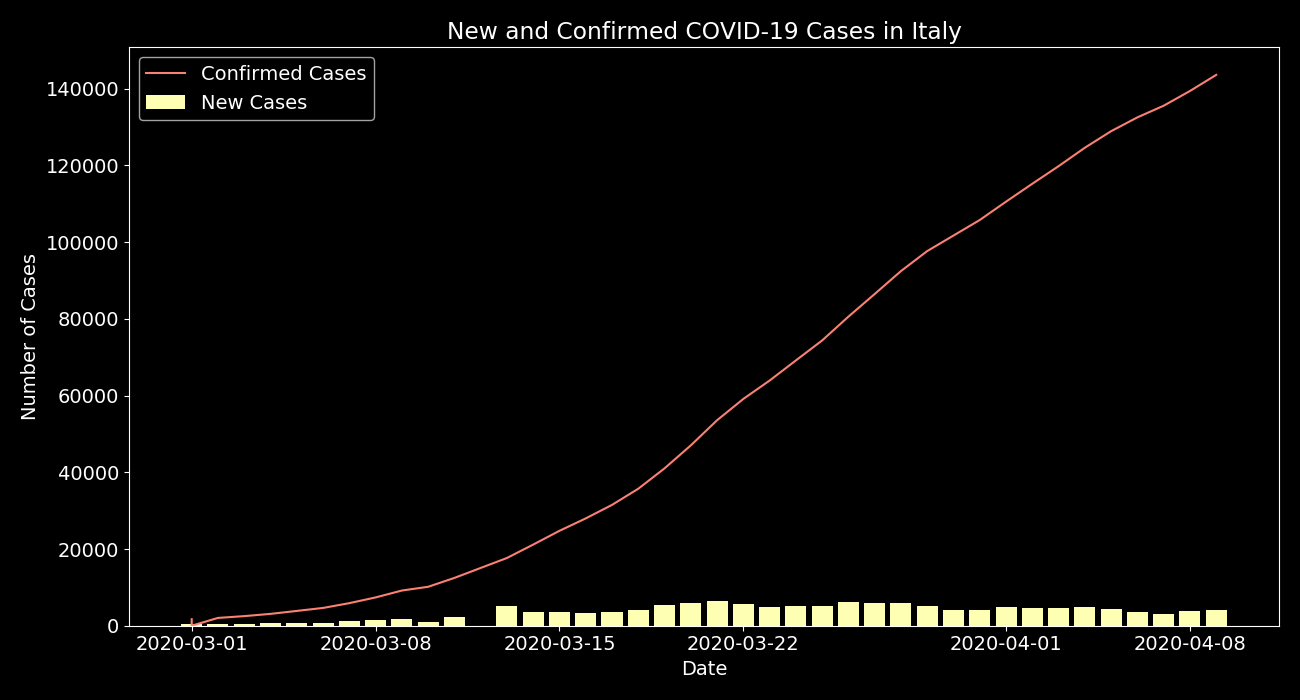 New and Confirmed COVID-19 Cases in Italy
Confirmed Cases
New Cases
Number of Cases
140000
120000
100000
80000
60000
40000
20000
0
2020-03-01 2020-03-08 2020-03-15 2020-03-22 2020-04-01 2020-04-08
Date